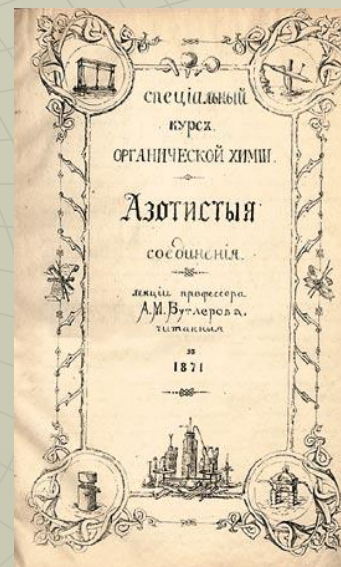 спеціальный
курсъ
ОРГАНИЧЕСКОЙ ХИМІИ.
Азотистыя
соединенія.
лекціи профессора
А.М. Бутлерова,
читанныя
въ
1871